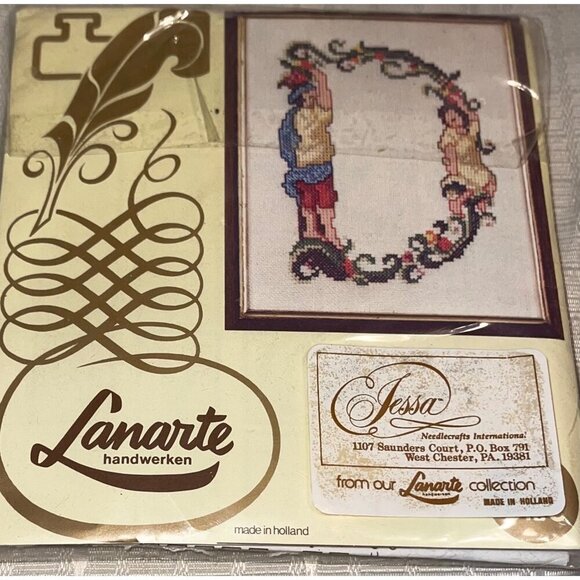 Lanarte
handwerken
made in holland
Jessa
Needlecrafts International
1107 Saunders Court, P.O. Box 791
West Chester, PA. 19381
from our Lanarte collection
handwerken
MADE IN HOLLAND